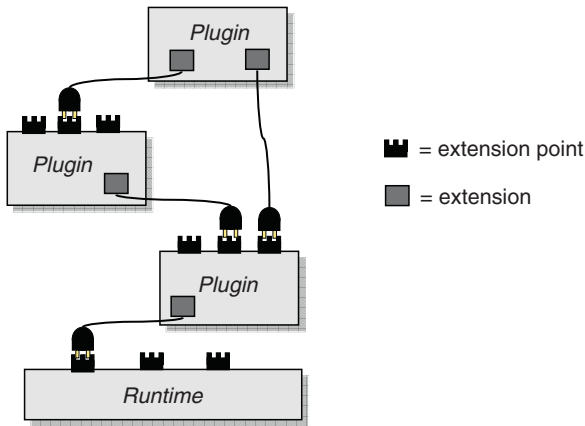 Plugin
Plugin
= extension point
= extension
Plugin
Runtime